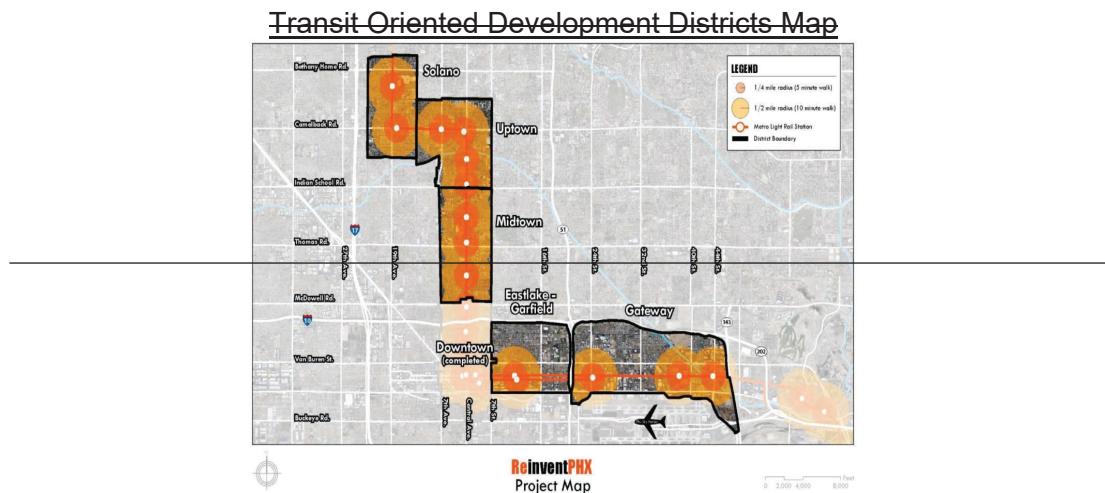 Transit Oriented Development Districts Map
Bethany Home Rd.
Solano
LEGEND
1/4 mile radius (5 minute walk)
1/2 mile radius (10 minute walk)
Metro Light Rail Station
District Boundary
Camelback Rd.
Uptown
Indian School Rd.
Midtown
17
51
Thomas Rd.
27th Ave.
19th Ave.
16th St.
24th St.
32nd St.
40th St.
44th St.
McDowell Rd.
Eastlake -
Garfield
Gateway
10
143
202
Van Buren St.
Downtown
(completed)
Buckeye Rd.
7th Ave.
Central Ave.
7th St.
ReinventPHX
Project Map
Feet
0 2,000 4,000 8,000